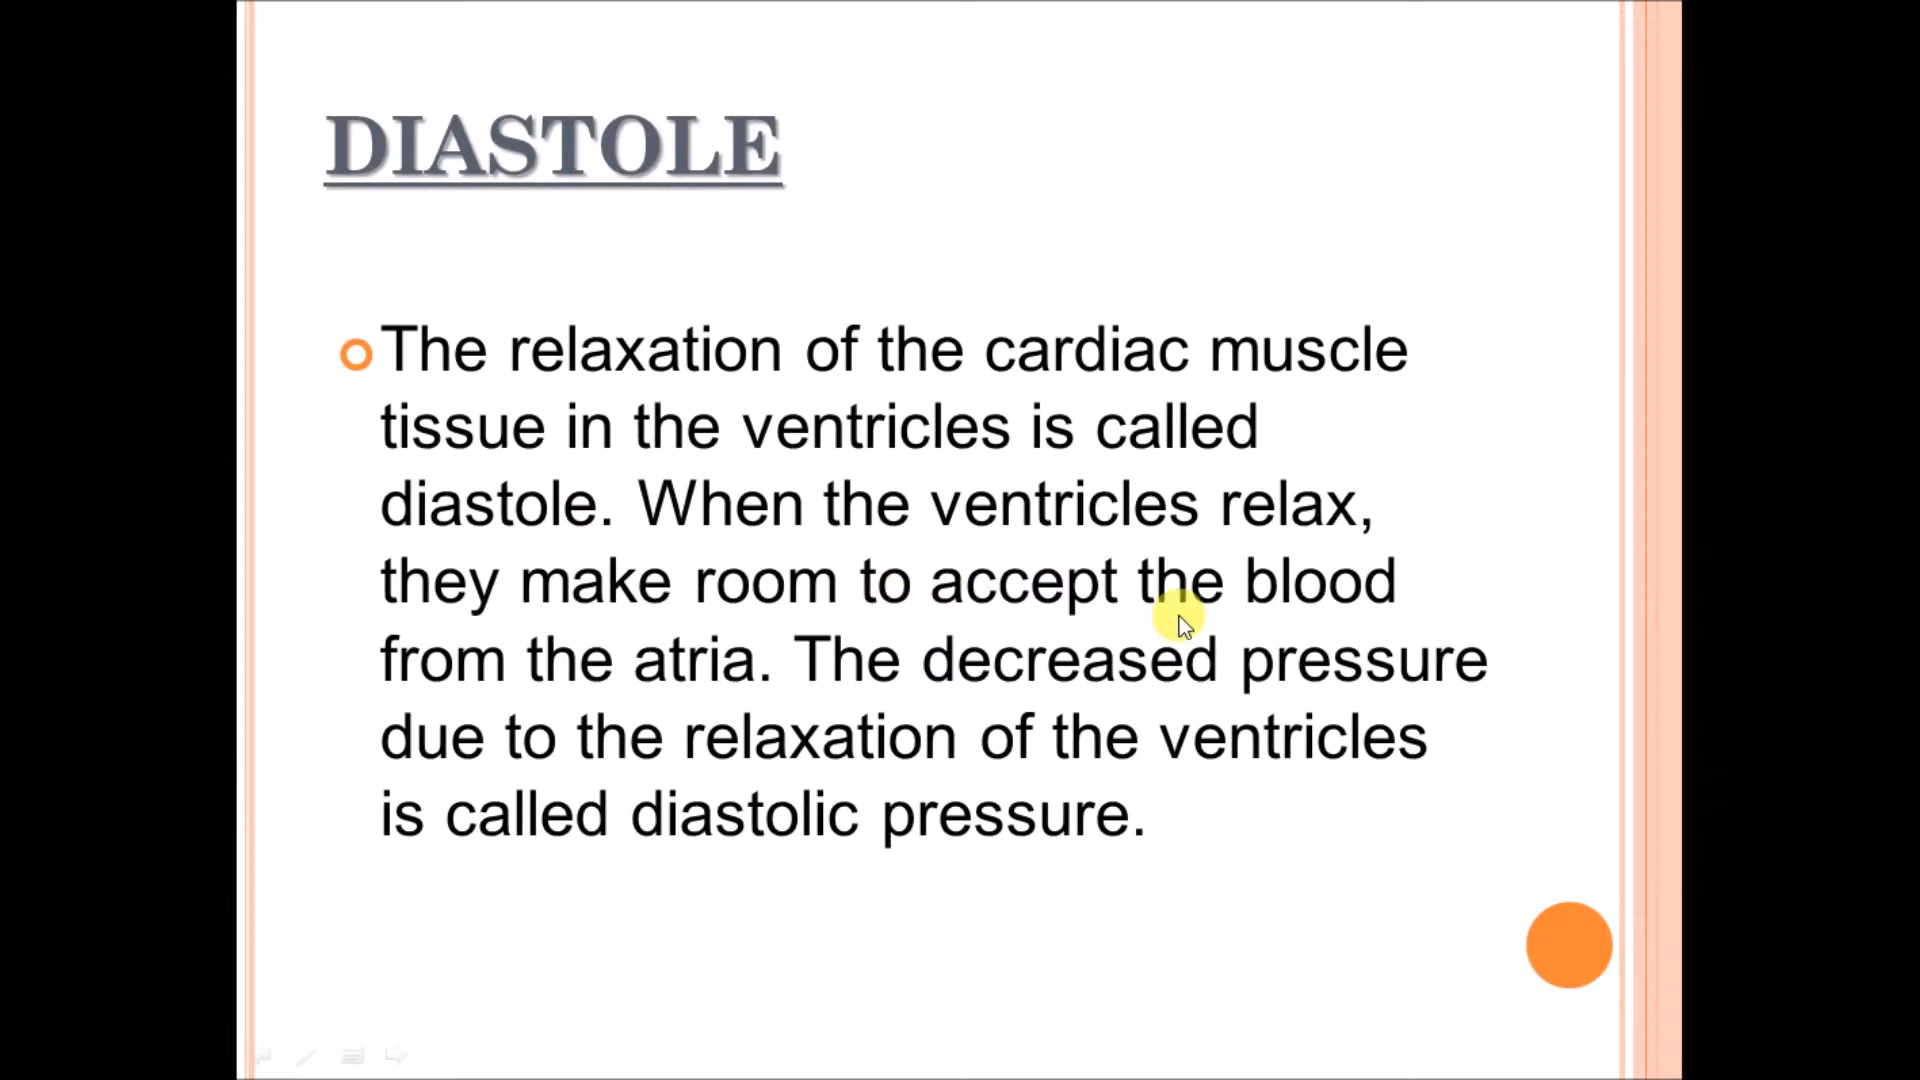 DIASTOLE
The relaxation of the cardiac muscle
tissue in the ventricles is called
diastole. When the ventricles relax,
they make room to accept the blood
from the atria. The decreased pressure
due to the relaxation of the ventricles
is called diastolic pressure.